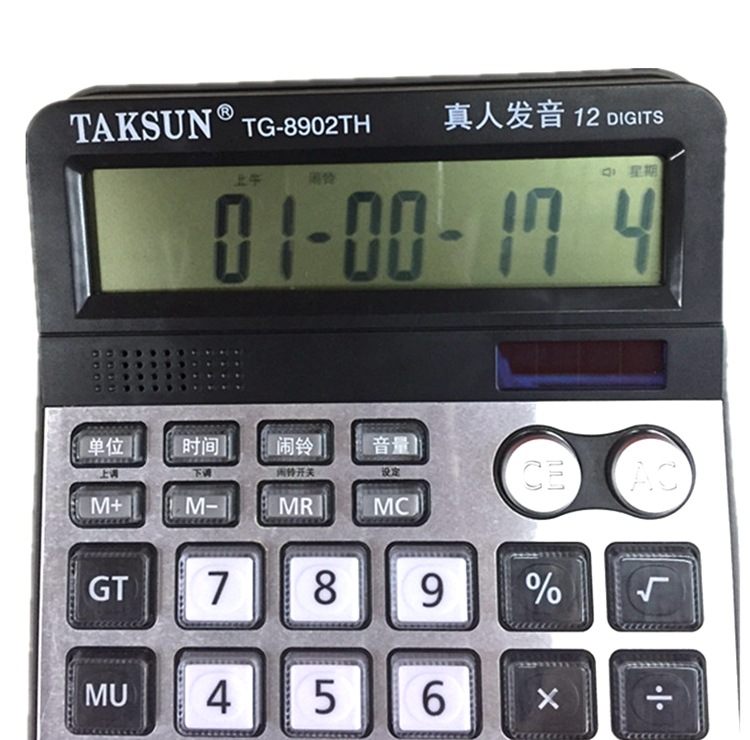 TAKSUN® TG-8902TH 真人发音 12 DIGITS
上午 闹铃 星期
01-00-17 4
单位 时间 闹铃 音量
上调 下调 闹铃开关 设定
M+ M− MR MC CE AC
GT 7 8 9 % √
MU 4 5 6 × ÷